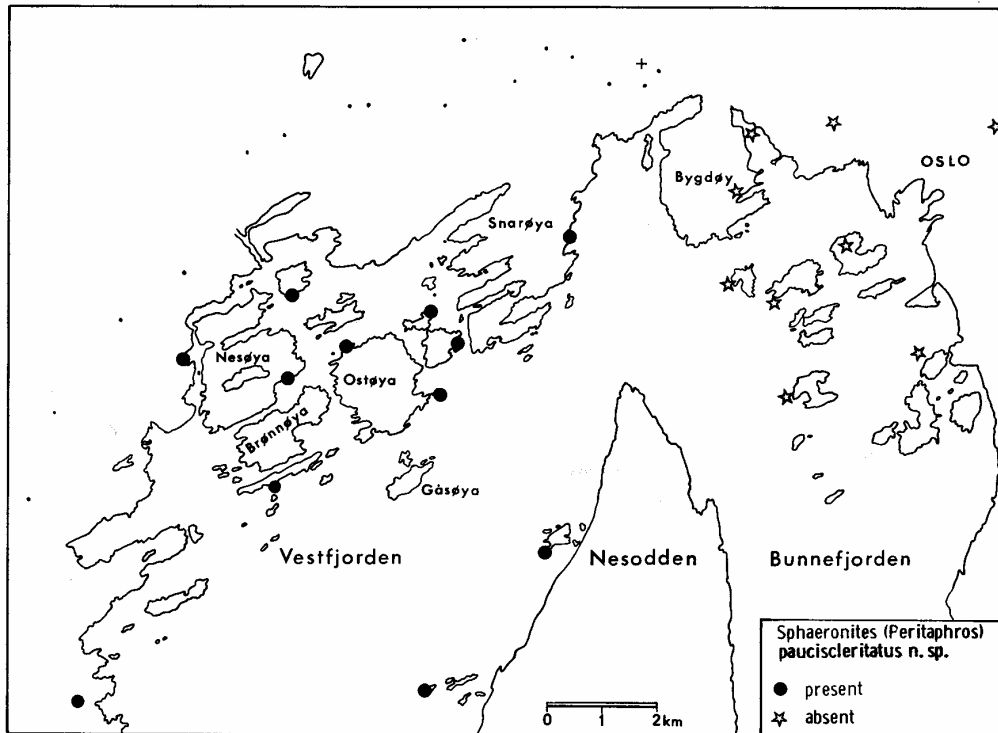 OSLO
Bygdøy
Snarøya
Nesøya
Ostøya
Brønnøya
Gåsøya
Vestfjorden
Nesodden
Bunnefjorden
Sphaeronites (Peritaphros)
pauciscleritatus n. sp.
present
absent
0 1 2km